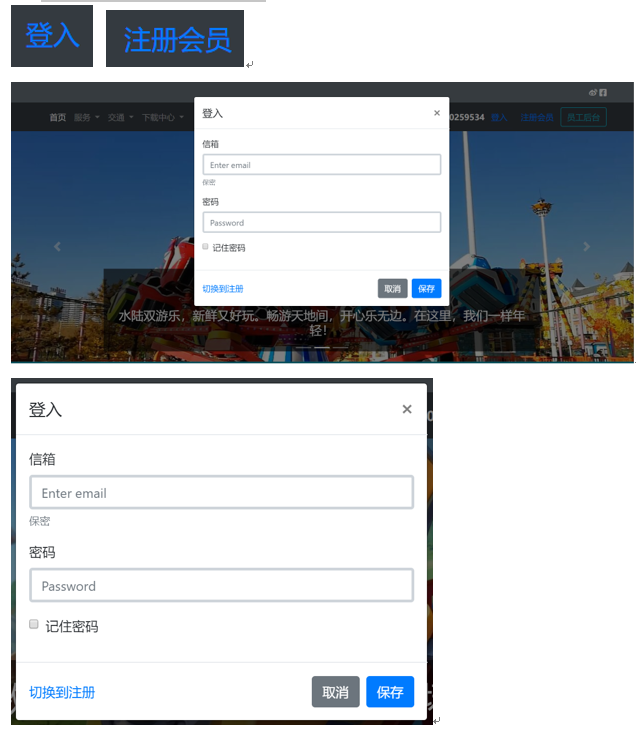 登入 注册会员
首页 服务 交通 下载中心
0259534 登入 注册会员 员工后台
登入 ×
信箱
Enter email
保密
密码
Password
记住密码
切换到注册 取消 保存
水陆双游乐，新鲜又好玩。畅游天地间，开心乐无边。在这里，我们一样年
轻！
登入 ×
信箱
Enter email
保密
密码
Password
记住密码
切换到注册 取消 保存